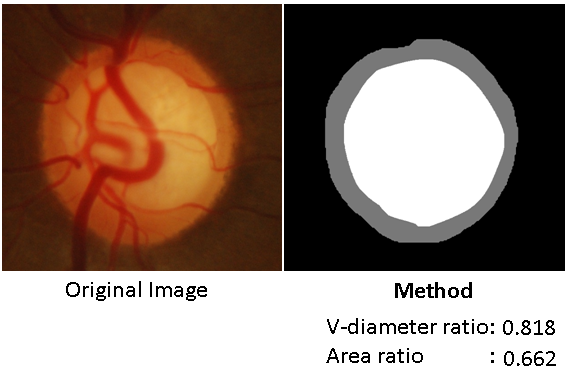 Original Image
Method
V-diameter ratio: 0.818
Area ratio : 0.662